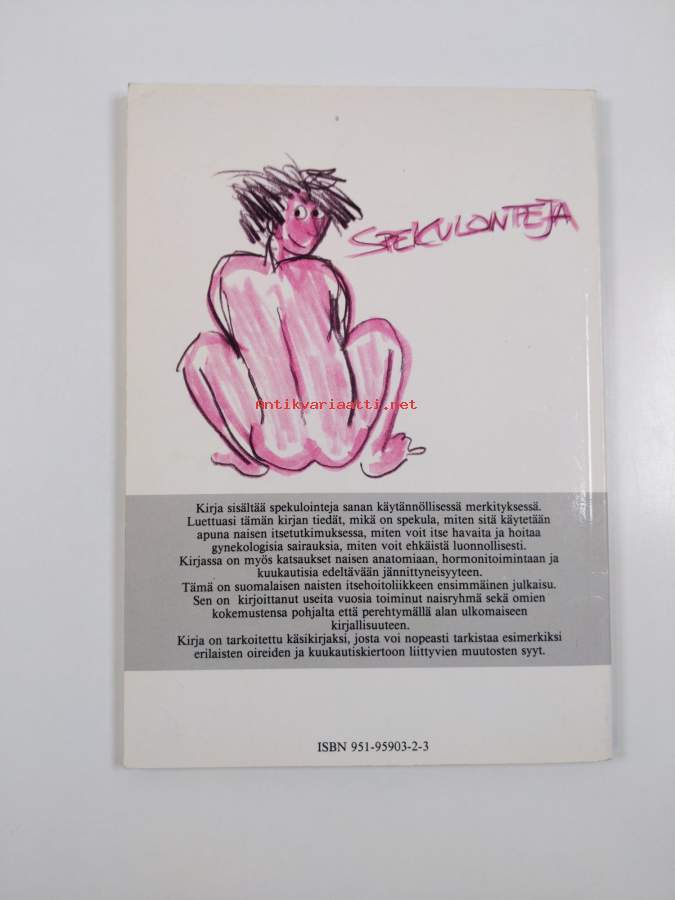 SPEKULOINTEJA
antikvariaatti.net
Kirja sisältää spekulointeja sanan käytännöllisessä merkityksessä.
Luettuasi tämän kirjan tiedät, mikä on spekula, miten sitä käytetään
apuna naisen itsetutkimuksessa, miten voit itse havaita ja hoitaa
gynekologisia sairauksia, miten voit ehkäistä luonnollisesti.
Kirjassa on myös katsaukset naisen anatomiaan, hormonitoimintaan ja
kuukautisia edeltävään jännittyneisyyteen.
Tämä on suomalaisen naisten itsehoitoliikkeen ensimmäinen julkaisu.
Sen on kirjoittanut useita vuosia toiminut naisryhmä sekä omien
kokemustensa pohjalta että perehtymällä alan ulkomaiseen
kirjallisuuteen.
Kirja on tarkoitettu käsikirjaksi, josta voi nopeasti tarkistaa esimerkiksi
erilaisten oireiden ja kuukautiskiertoon liittyvien muutosten syyt.
ISBN 951-95903-2-3